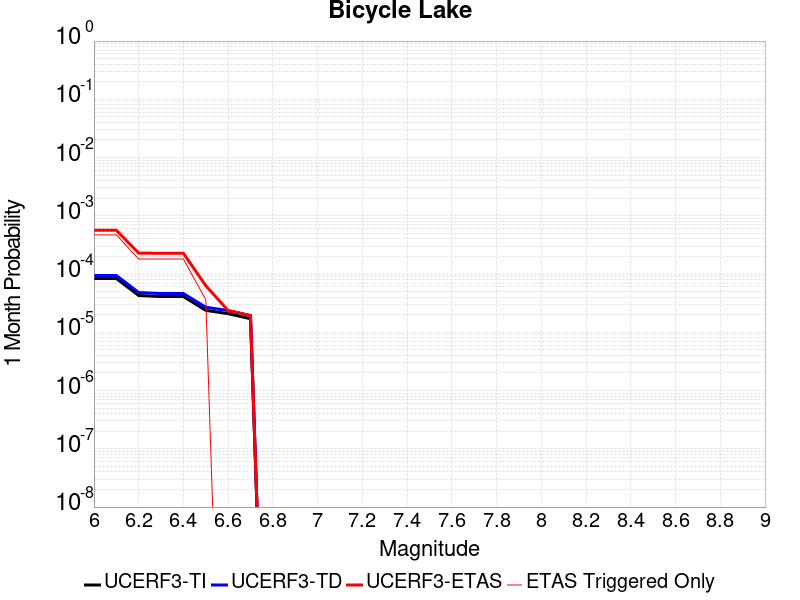 Bicycle Lake
10 0
10 -1
10 -2
10 -3
10 -4
10 -5
10 -6
10 -7
10 -8
1 Month Probability
6 6.2 6.4 6.6 6.8 7 7.2 7.4 7.6 7.8 8 8.2 8.4 8.6 8.8 9
Magnitude
UCERF3-TI UCERF3-TD UCERF3-ETAS ETAS Triggered Only